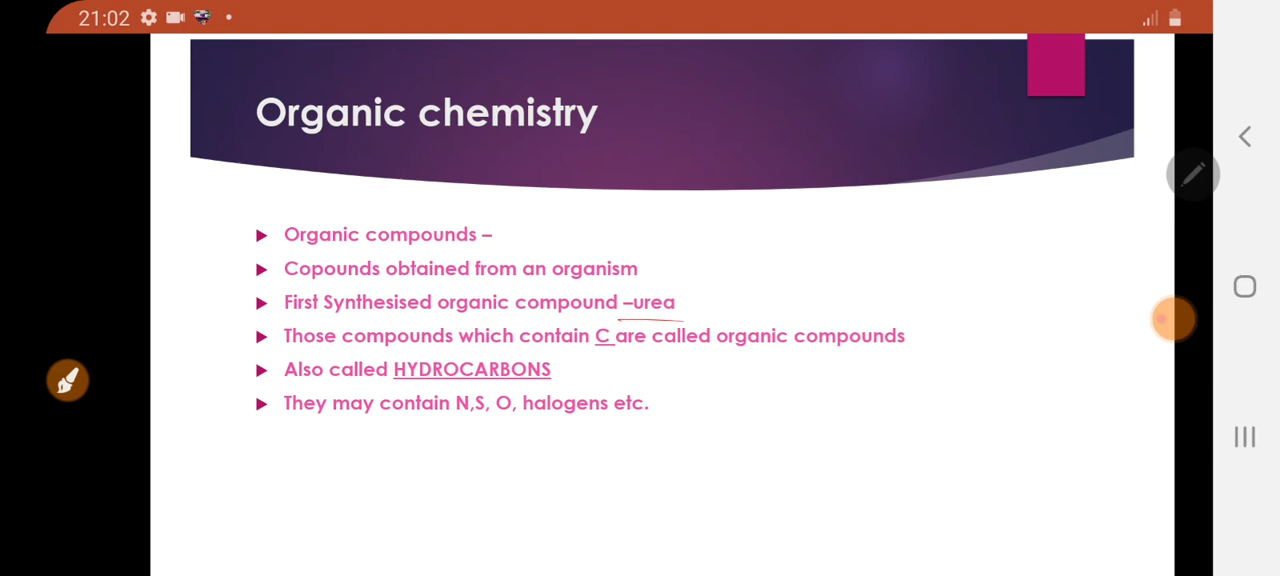 21:02
Organic chemistry
Organic compounds –
Copounds obtained from an organism
First Synthesised organic compound –urea
Those compounds which contain C are called organic compounds
Also called HYDROCARBONS
They may contain N,S, O, halogens etc.